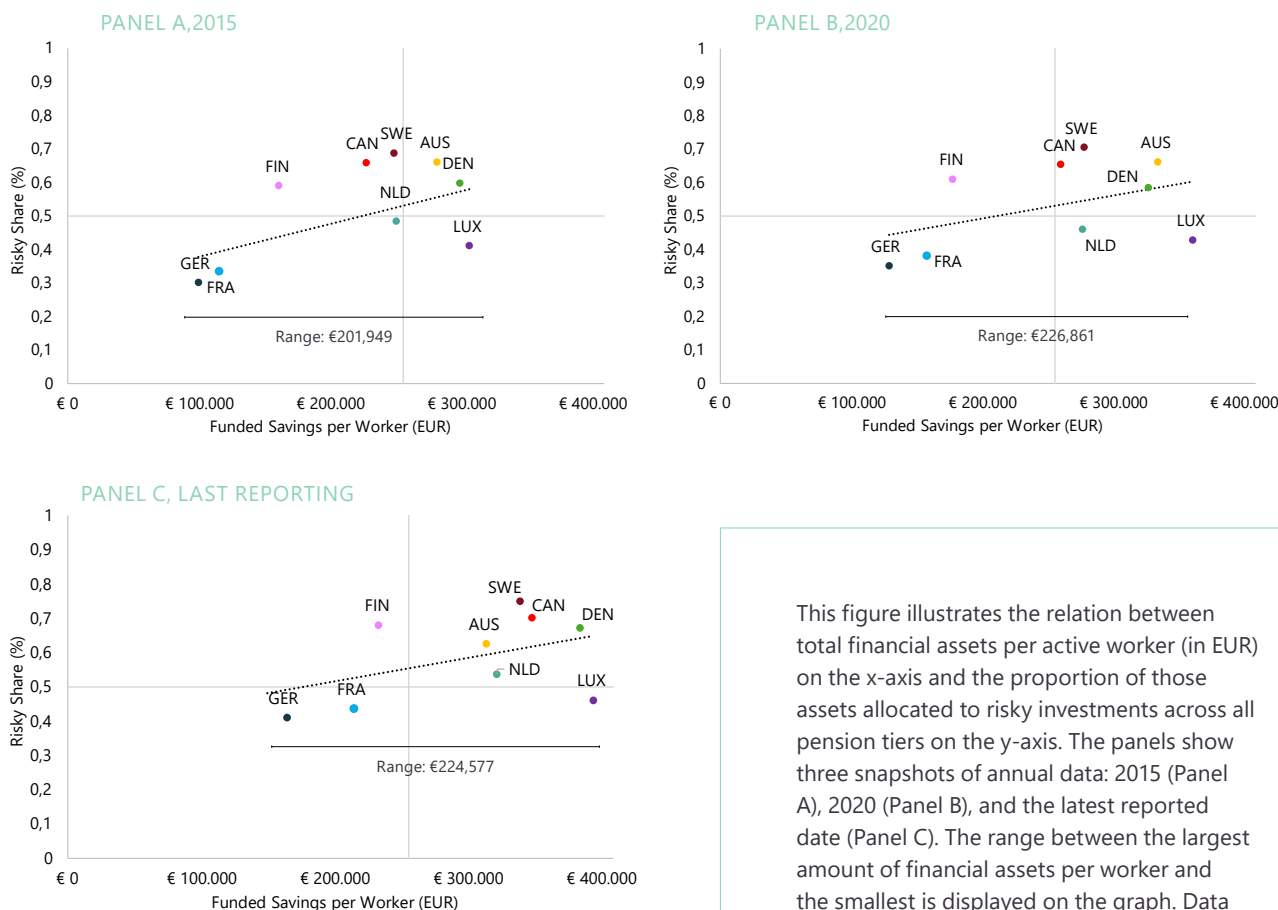 PANEL A,2015
1
0,9
0,8
0,7
0,6
0,5
0,4
0,3
0,2
0,1
0
Risky Share (%)
FIN
CAN
SWE
AUS
DEN
NLD
LUX
GER
FRA
Range: €201,949
€ 0
€ 100.000
€ 200.000
€ 300.000
€ 400.000
Funded Savings per Worker (EUR)
PANEL B,2020
1
0,9
0,8
0,7
0,6
0,5
0,4
0,3
0,2
0,1
0
Risky Share (%)
FIN
CAN
SWE
AUS
DEN
LUX
NLD
GER
FRA
Range: €226,861
€ 0
€ 100.000
€ 200.000
€ 300.000
€ 400.000
Funded Savings per Worker (EUR)
PANEL C, LAST REPORTING
1
0,9
0,8
0,7
0,6
0,5
0,4
0,3
0,2
0,1
0
Risky Share (%)
FIN
SWE
CAN
DEN
AUS
NLD
LUX
GER
FRA
Range: €224,577
€ 0
€ 100.000
€ 200.000
€ 300.000
€ 400.000
Funded Savings per Worker (EUR)
This figure illustrates the relation between
total financial assets per active worker (in EUR)
on the x-axis and the proportion of those
assets allocated to risky investments across all
pension tiers on the y-axis. The panels show
three snapshots of annual data: 2015 (Panel
A), 2020 (Panel B), and the latest reported
date (Panel C). The range between the largest
amount of financial assets per worker and
the smallest is displayed on the graph. Data